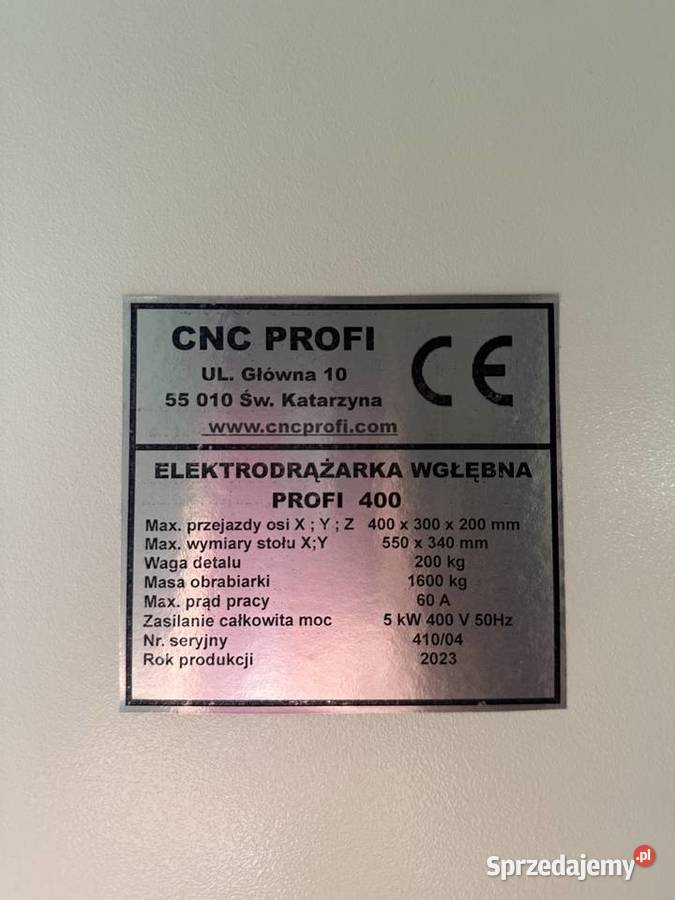 CNC PROFI
UL. Główna 10
55 010 Św. Katarzyna
www.cncprofi.com
CE
ELEKTRODRĄŻARKA WGŁĘBNA
PROFI 400
Max. przejazdy osi X ; Y ; Z 400 x 300 x 200 mm
Max. wymiary stołu X;Y 550 x 340 mm
Waga detalu 200 kg
Masa obrabiarki 1600 kg
Max. prąd pracy 60 A
Zasilanie całkowita moc 5 kW 400 V 50Hz
Nr. seryjny 410/04
Rok produkcji 2023
Sprzedajemy.pl